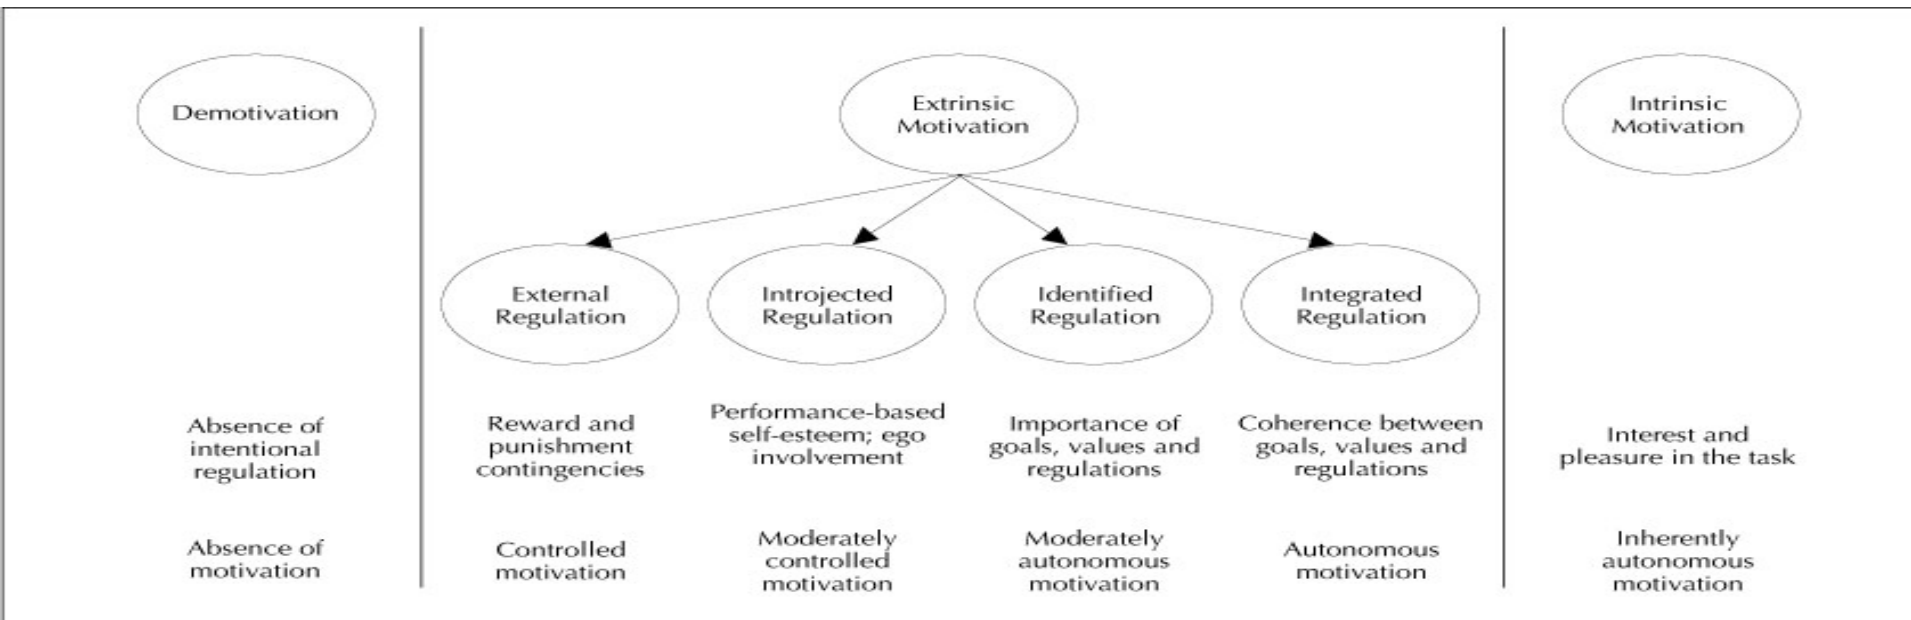 Demotivation
Extrinsic
Motivation
Intrinsic
Motivation
External
Regulation
Introjected
Regulation
Identified
Regulation
Integrated
Regulation
Absence of
intentional
regulation
Reward and
punishment
contingencies
Performance-based
self-esteem; ego
involvement
Importance of
goals, values and
regulations
Coherence between
goals, values and
regulations
Interest and
pleasure in the task
Absence of
motivation
Controlled
motivation
Moderately
controlled
motivation
Moderately
autonomous
motivation
Autonomous
motivation
Inherently
autonomous
motivation